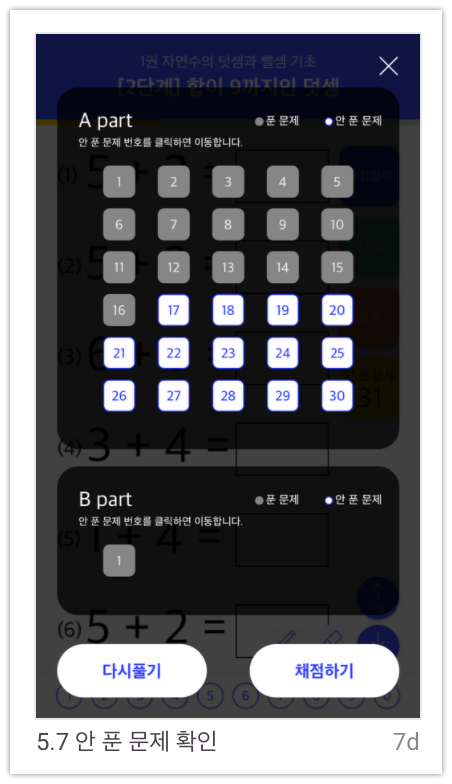 1권 자연수의 덧셈과 뺄셈 기초
[2단계] 합이 9까지인 덧셈
A part
푼 문제
안 푼 문제
안 푼 문제 번호를 클릭하면 이동합니다.
1 2 3 4 5
6 7 8 9 10
11 12 13 14 15
16 17 18 19 20
21 22 23 24 25
26 27 28 29 30
안 푼 문제
31
(1) 5 +
(2) 5
(3) 6
(4) 3 + 4 =
B part
푼 문제
안 푼 문제
안 푼 문제 번호를 클릭하면 이동합니다.
1
(5) 1 + 4 =
(6) 5 + 2 =
다시풀기
채점하기
5.7 안 푼 문제 확인
7d